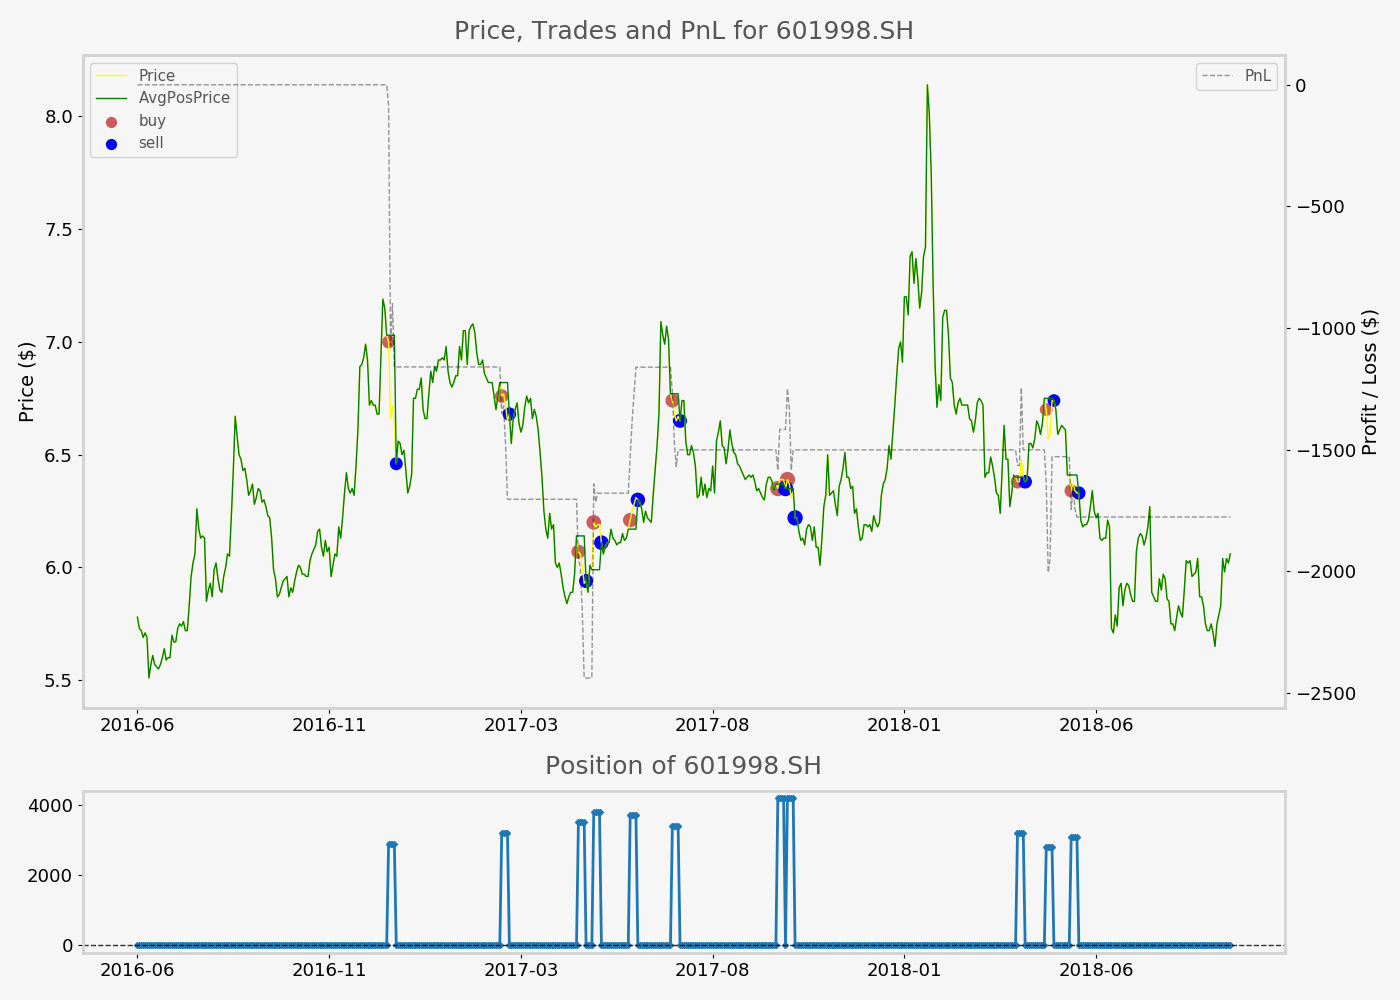 Price, Trades and PnL for 601998.SH
Price
AvgPosPrice
buy
sell
PnL
8.0
7.5
7.0
6.5
6.0
5.5
Price ($)
0
−500
−1000
−1500
−2000
−2500
Profit / Loss ($)
2016-06 2016-11 2017-03 2017-08 2018-01 2018-06
Position of 601998.SH
4000
2000
0
2016-06 2016-11 2017-03 2017-08 2018-01 2018-06